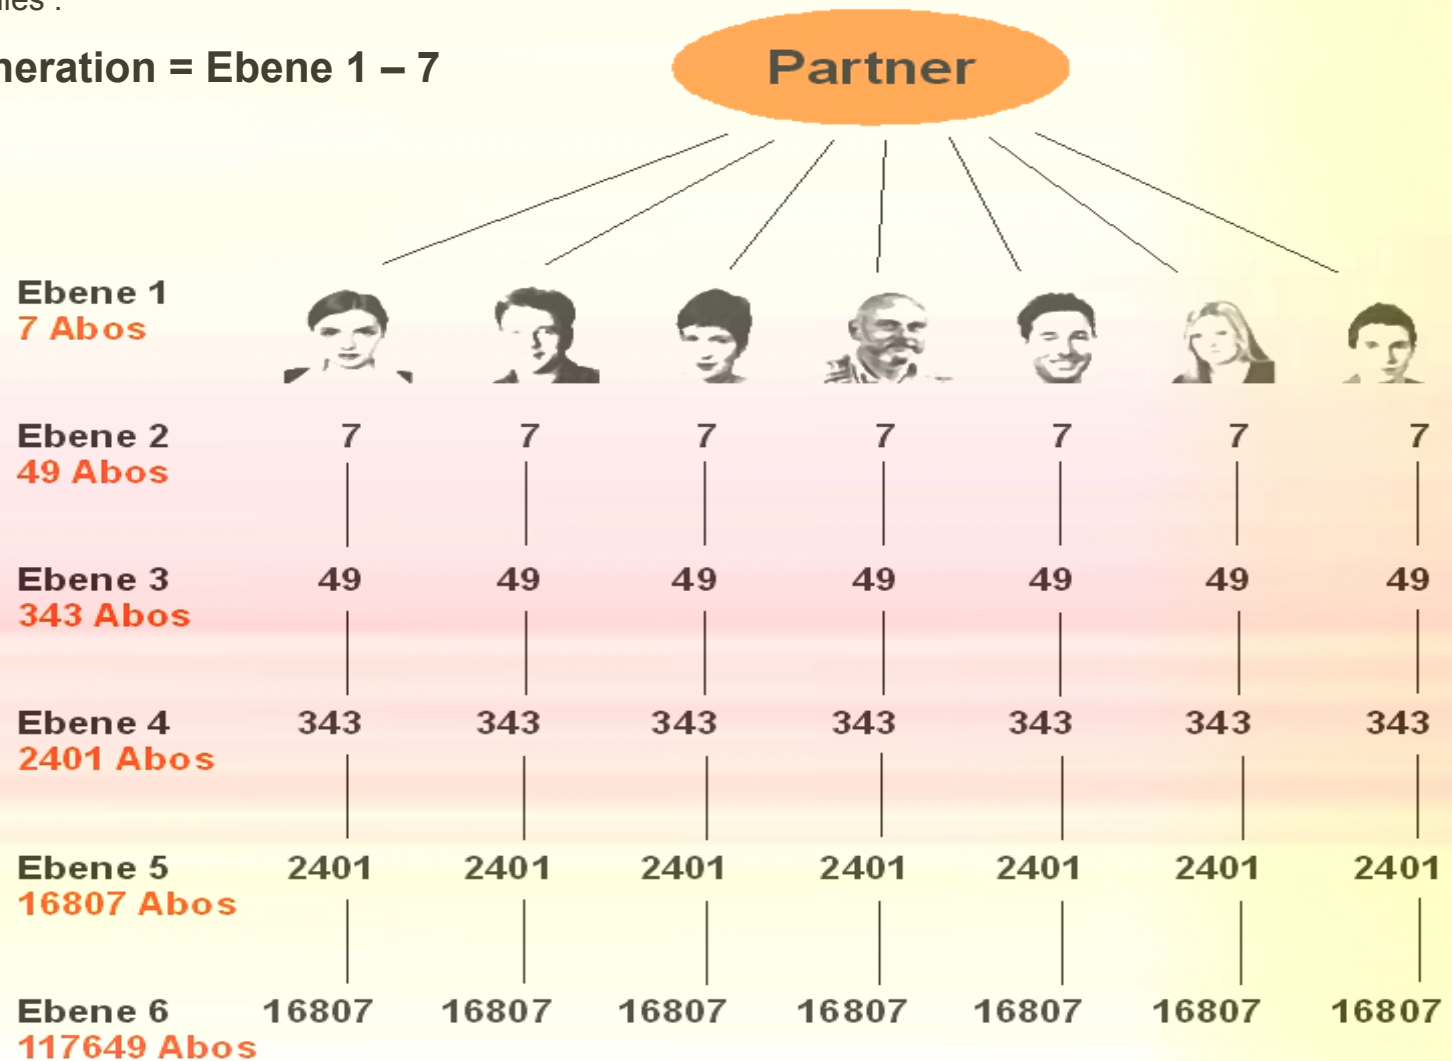 neration = Ebene 1 – 7
Partner
Ebene 1
7 Abos
Ebene 2 7 7 7 7 7 7 7
49 Abos
Ebene 3 49 49 49 49 49 49 49
343 Abos
Ebene 4 343 343 343 343 343 343 343
2401 Abos
Ebene 5 2401 2401 2401 2401 2401 2401 2401
16807 Abos
Ebene 6 16807 16807 16807 16807 16807 16807 16807
117649 Abos